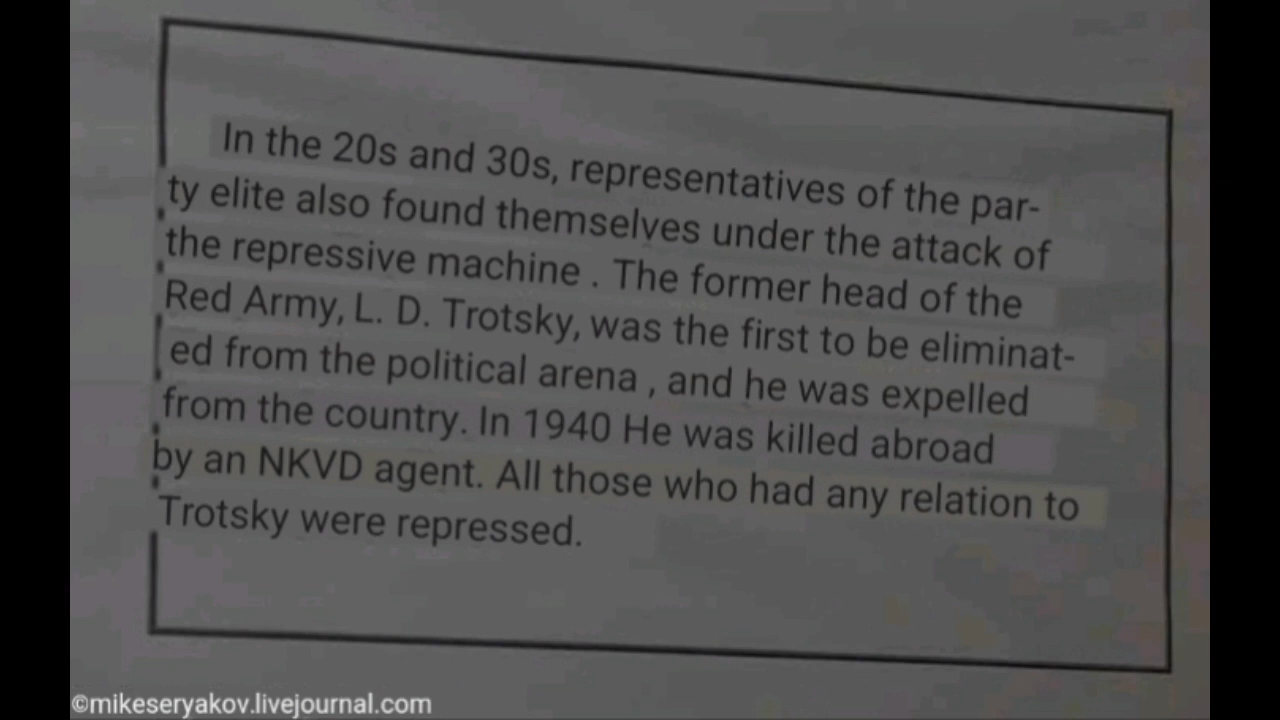 In the 20s and 30s, representatives of the par-
ty elite also found themselves under the attack of
the repressive machine . The former head of the
Red Army, L. D. Trotsky, was the first to be eliminat-
ed from the political arena , and he was expelled
from the country. In 1940 He was killed abroad
by an NKVD agent. All those who had any relation to
Trotsky were repressed.
©mikeseryakov.livejournal.com